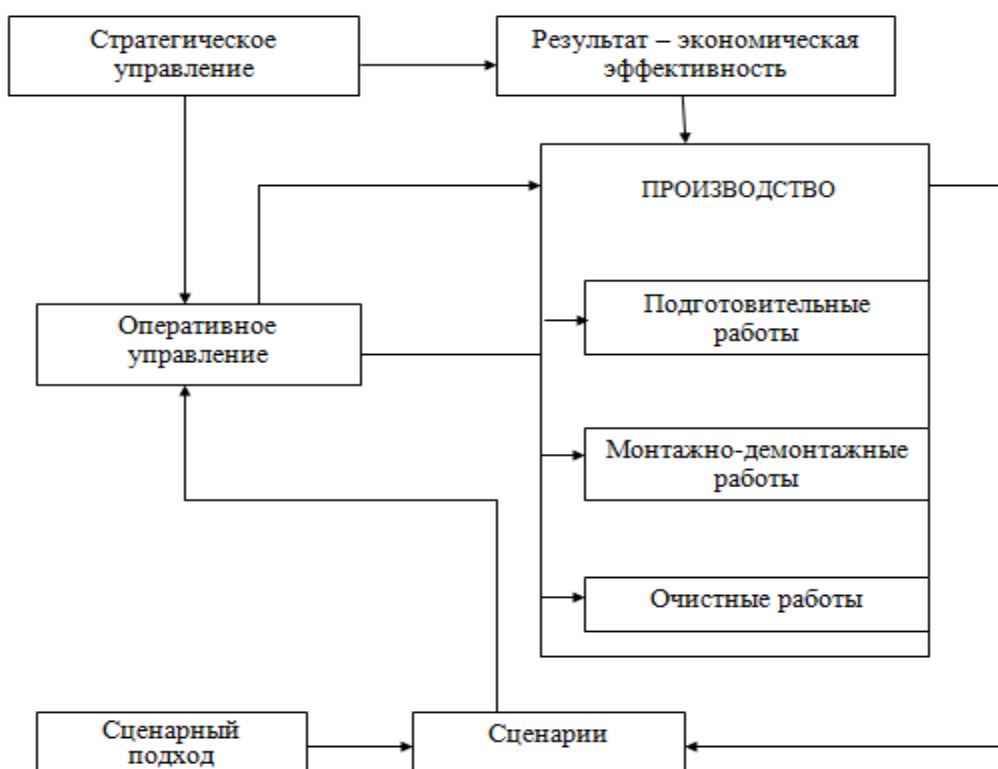 Стратегическое
управление
Результат – экономическая
эффективность
ПРОИЗВОДСТВО
Подготовительные
работы
Оперативное
управление
Монтажно-демонтажные
работы
Очистные работы
Сценарный
подход
Сценарии